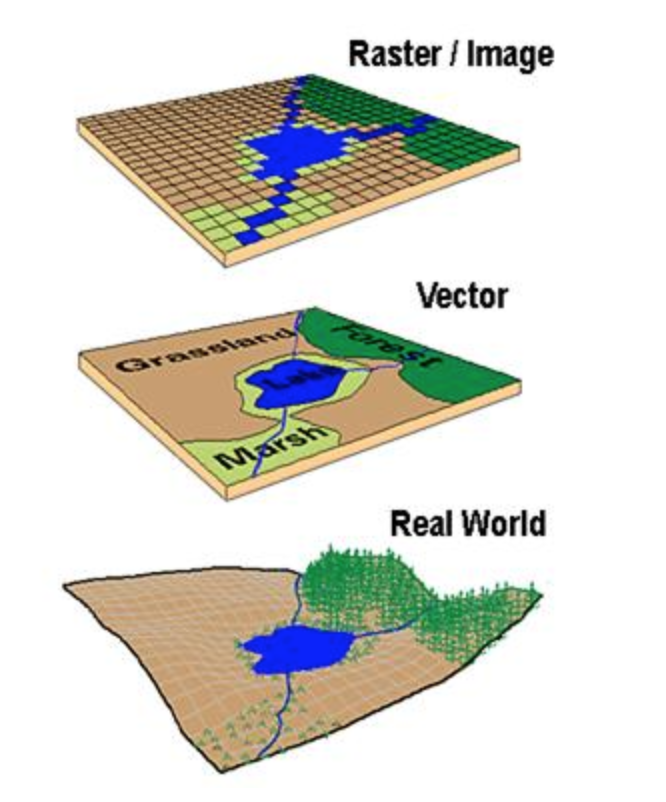 Raster / Image
Vector
Grassland
Forest
Lake
Marsh
Real World